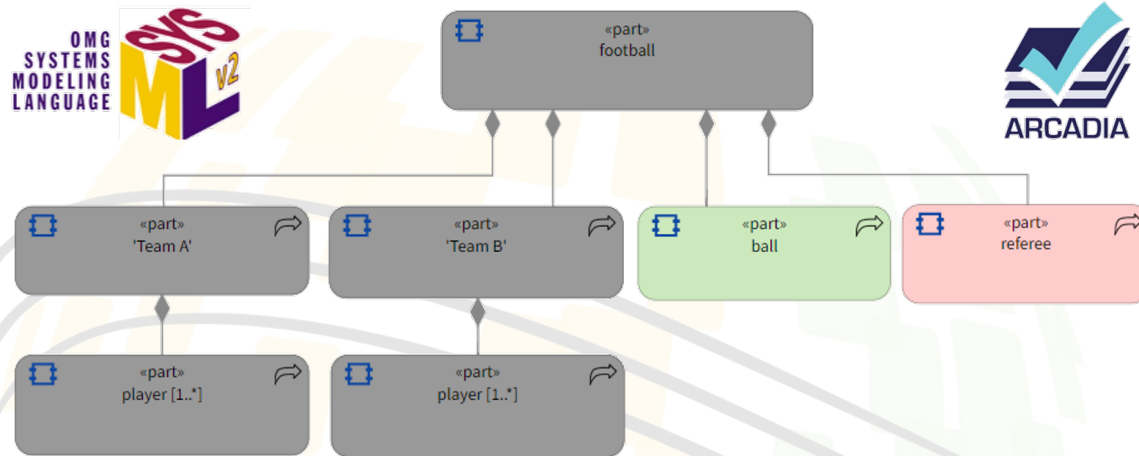 OMG
SYSTEMS
MODELING
LANGUAGE
SYS
ML
v2
«part»
football
ARCADIA
«part»
'Team A'
«part»
'Team B'
«part»
ball
«part»
referee
«part»
player [1..*]
«part»
player [1..*]